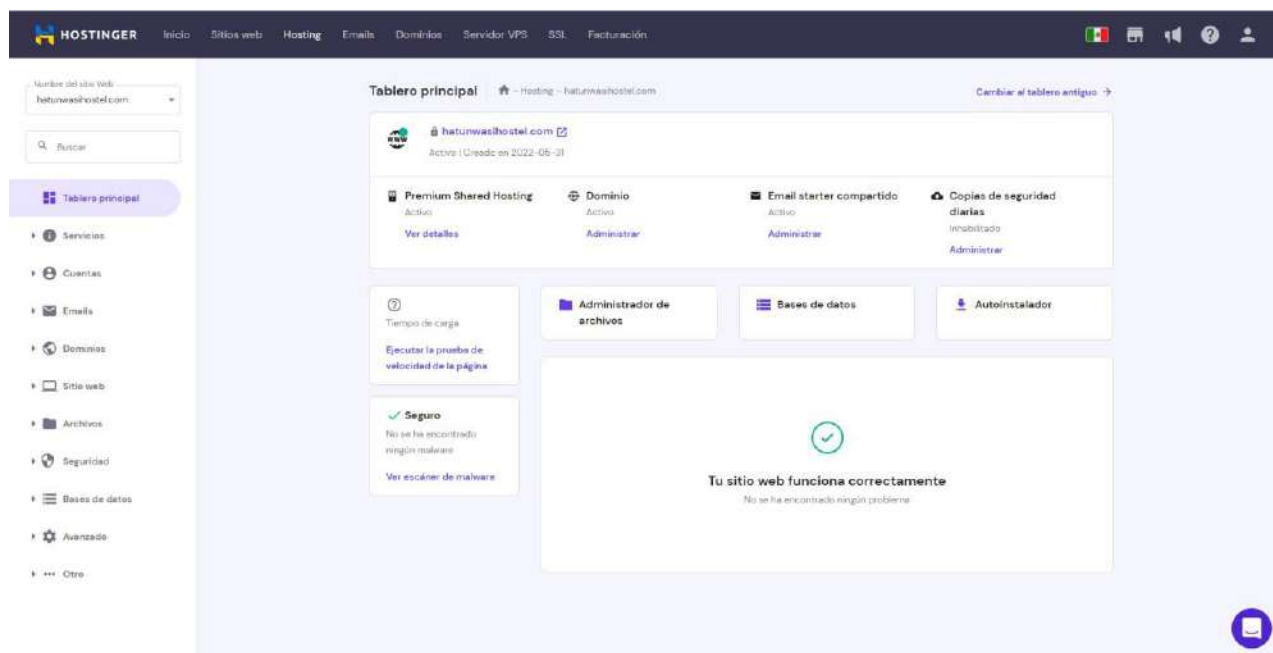 HOSTINGER Inicio Sitios web Hosting Emails Dominios Servidor VPS SSL Facturación
Nombre del sitio Web
hatunwasihostel.com
Buscar
Tablero principal
Servicios
Cuentas
Emails
Dominios
Sitio web
Archivos
Seguridad
Bases de datos
Avanzado
Otro
Tablero principal - Hosting - hatunwasihostel.com Cambiar al tablero antiguo →
hatunwasihostel.com
Activo | Creado en 2022-05-31
Premium Shared Hosting
Activo
Ver detalles
Dominio
Activo
Administrar
Email starter compartido
Activo
Administrar
Copias de seguridad
diarias
Inhabilitado
Administrar
Tiempo de carga
Ejecutar la prueba de
velocidad de la página
Administrador de
archivos
Bases de datos
Autoinstalador
Seguro
No se ha encontrado
ningún malware
Ver escáner de malware
Tu sitio web funciona correctamente
No se ha encontrado ningún problema